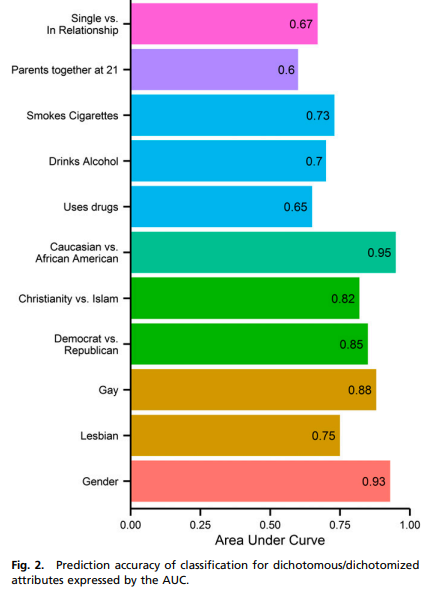 Single vs.
In Relationship
0.67
Parents together at 21
0.6
Smokes Cigarettes
0.73
Drinks Alcohol
0.7
Uses drugs
0.65
Caucasian vs.
African American
0.95
Christianity vs. Islam
0.82
Democrat vs.
Republican
0.85
Gay
0.88
Lesbian
0.75
Gender
0.93
0.00 0.25 0.50 0.75 1.00
Area Under Curve
Fig. 2. Prediction accuracy of classification for dichotomous/dichotomized
attributes expressed by the AUC.